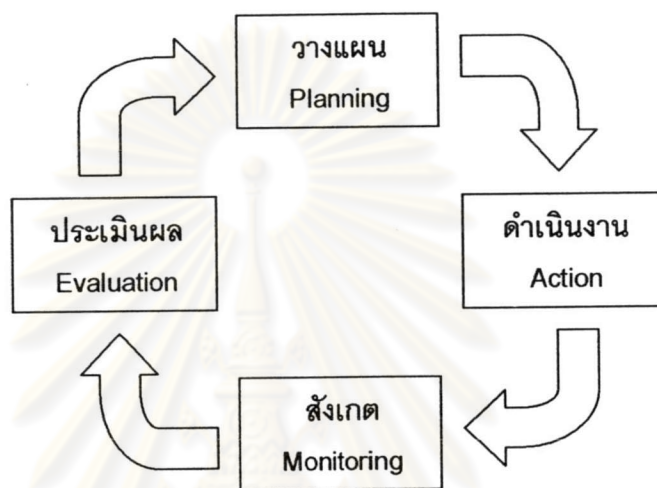 วางแผน
Planning
ดำเนินงาน
Action
สังเกต
Monitoring
ประเมินผล
Evaluation